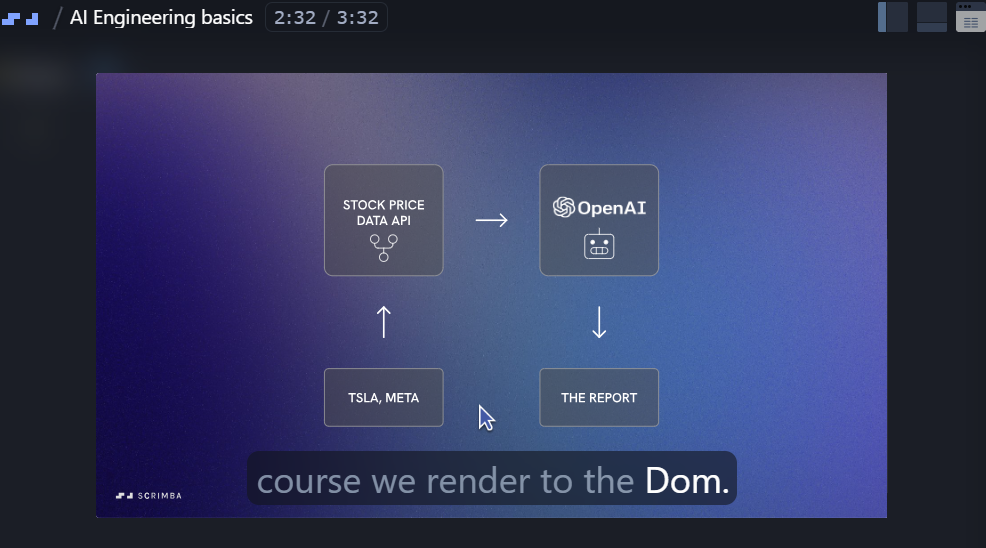 / AI Engineering basics 2:32 / 3:32
STOCK PRICE
DATA API
OpenAI
TSLA, META
THE REPORT
course we render to the Dom.
SCRIMBA